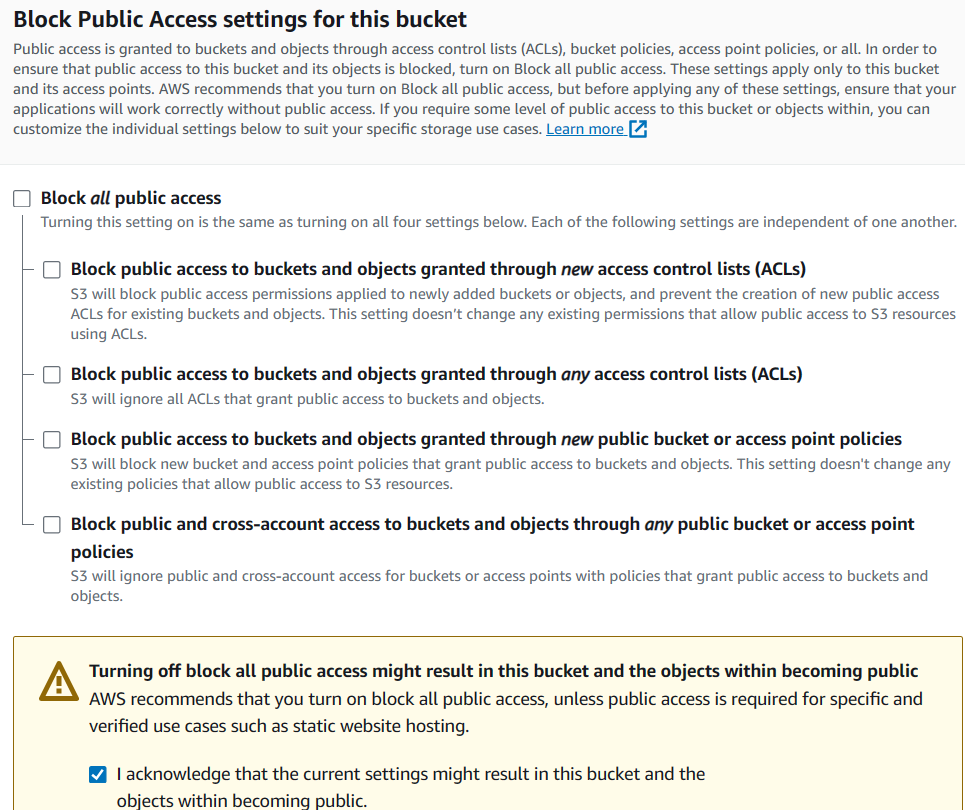 Block Public Access settings for this bucket
Public access is granted to buckets and objects through access control lists (ACLs), bucket policies, access point policies, or all. In order to
ensure that public access to this bucket and its objects is blocked, turn on Block all public access. These settings apply only to this bucket
and its access points. AWS recommends that you turn on Block all public access, but before applying any of these settings, ensure that your
applications will work correctly without public access. If you require some level of public access to this bucket or objects within, you can
customize the individual settings below to suit your specific storage use cases. Learn more
Block all public access
Turning this setting on is the same as turning on all four settings below. Each of the following settings are independent of one another.
Block public access to buckets and objects granted through new access control lists (ACLs)
S3 will block public access permissions applied to newly added buckets or objects, and prevent the creation of new public access
ACLs for existing buckets and objects. This setting doesn't change any existing permissions that allow public access to S3 resources
using ACLs.
Block public access to buckets and objects granted through any access control lists (ACLs)
S3 will ignore all ACLs that grant public access to buckets and objects.
Block public access to buckets and objects granted through new public bucket or access point policies
S3 will block new bucket and access point policies that grant public access to buckets and objects. This setting doesn't change any
existing policies that allow public access to S3 resources.
Block public and cross-account access to buckets and objects through any public bucket or access point
policies
S3 will ignore public and cross-account access for buckets or access points with policies that grant public access to buckets and
objects.
Turning off block all public access might result in this bucket and the objects within becoming public
AWS recommends that you turn on block all public access, unless public access is required for specific and
verified use cases such as static website hosting.
I acknowledge that the current settings might result in this bucket and the
objects within becoming public.